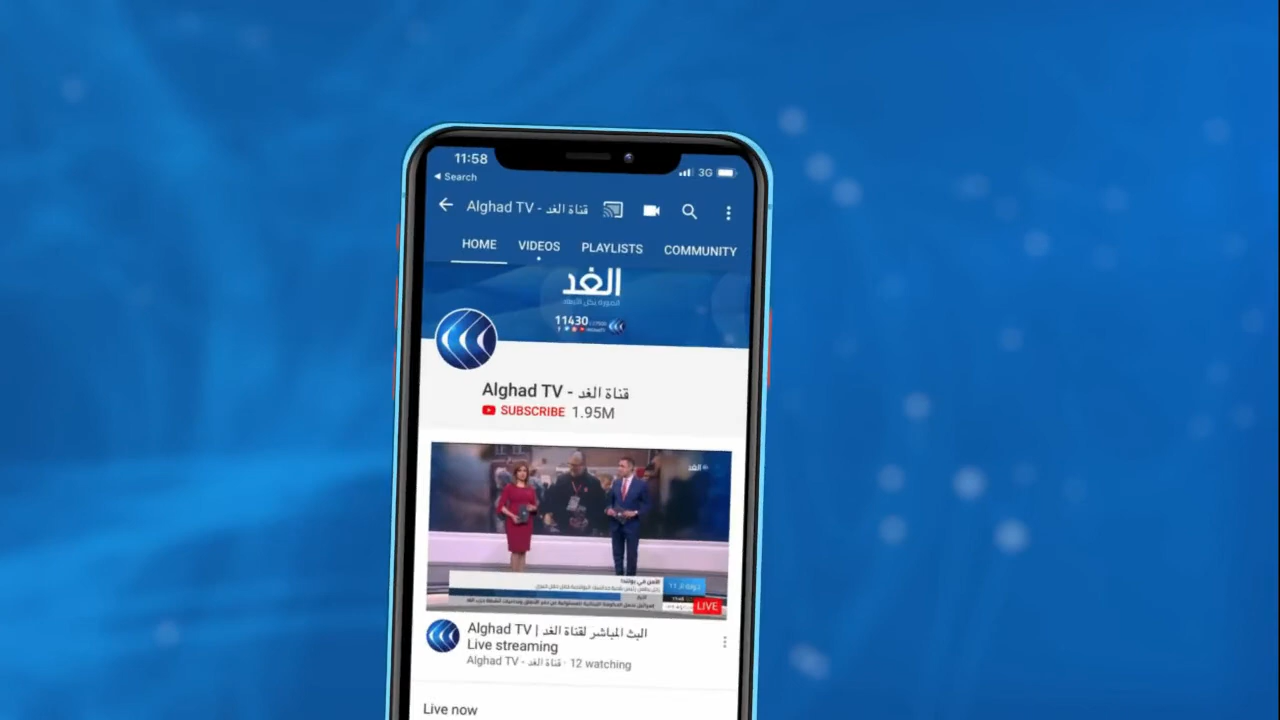 11:58
3G
Search
Alghad TV - قناة الغد
HOME
VIDEOS
PLAYLISTS
COMMUNITY
الغد
11430
Alghad TV - قناة الغد
SUBSCRIBE 1.95M
الغد
LIVE
Alghad TV | البث المباشر لقناة الغد
Live streaming
Alghad TV - قناة الغد · 12 watching
Live now